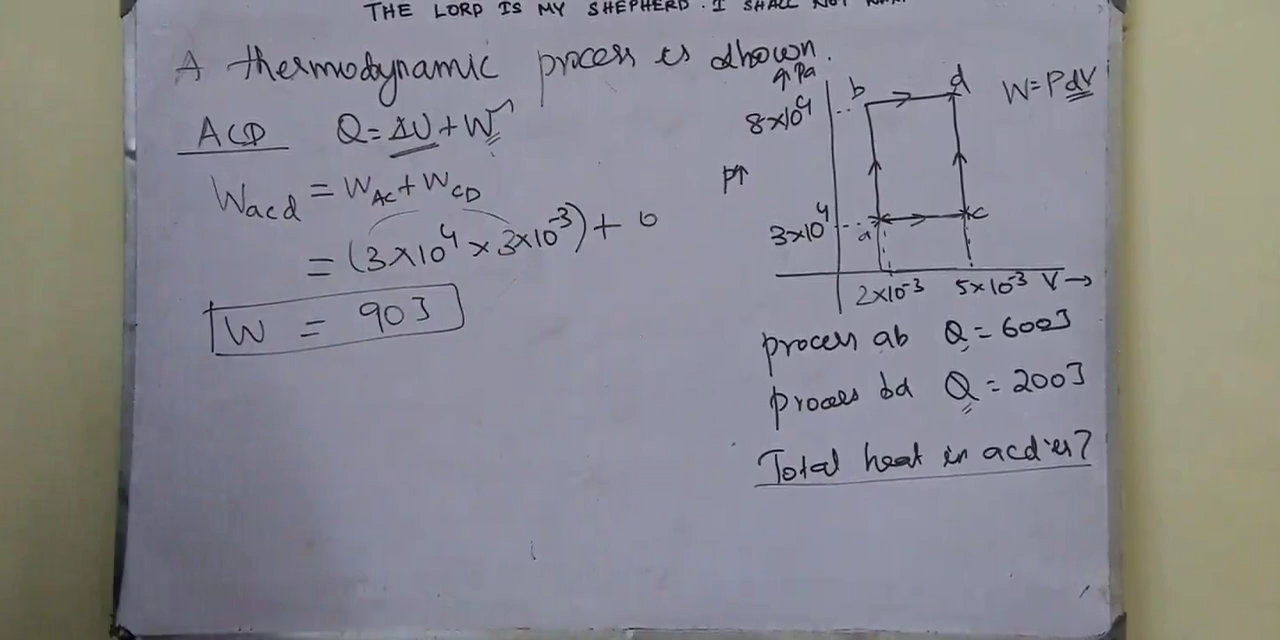 THE LORD IS MY SHEPHERD. I SHALL NOT
A thermodynamic process is shown.
ACD Q = ΔU + W
W = PdV
Wacd = WAC + WCD
= (3×10⁴ × 3×10⁻³) + 0
W = 90J
↑Pa
b d
8×10⁴
P↑
3×10⁴
a c
2×10⁻³ 5×10⁻³ V→
process ab Q = 600J
process bd Q = 200J
Total heat in acd is?